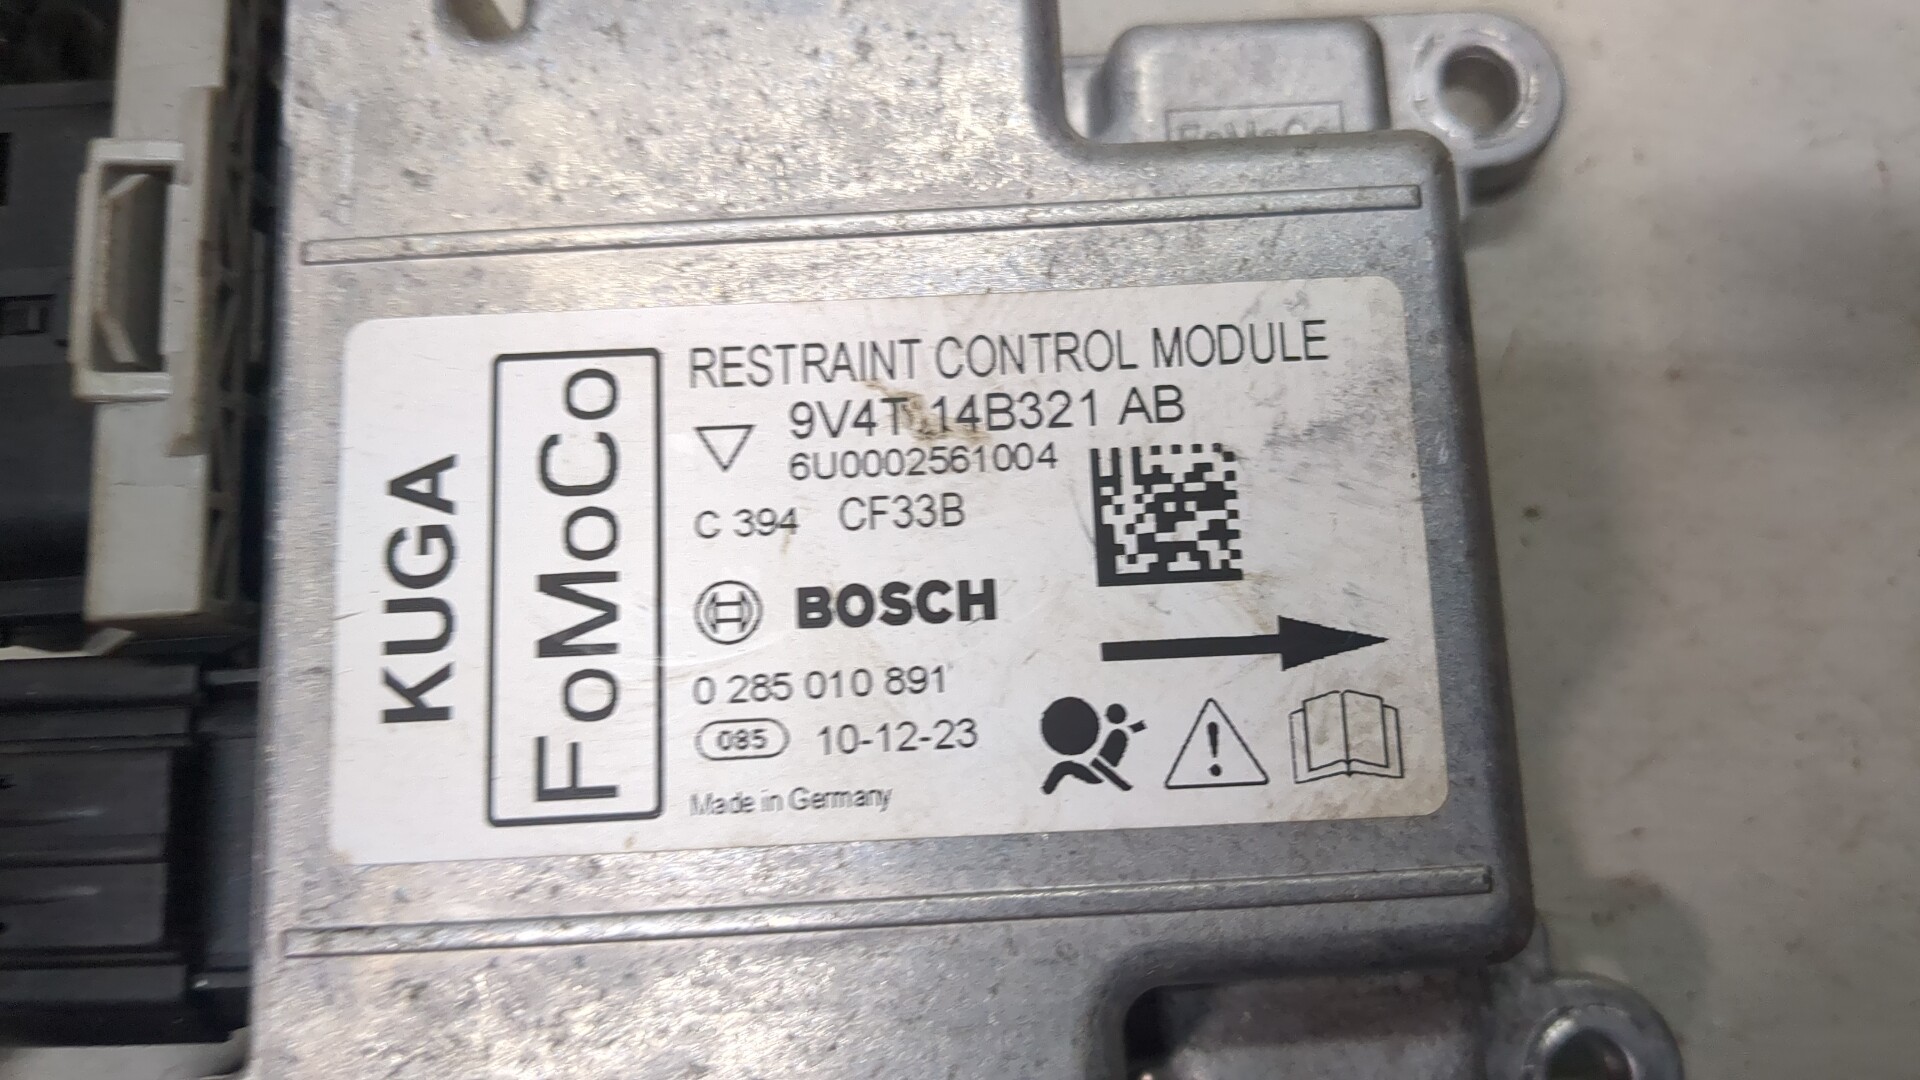 FoMoCo
KUGA
FoMoCo
RESTRAINT CONTROL MODULE
9V4T 14B321 AB
6U0002561004
C 394 CF33B
BOSCH
0 285 010 891
085 10-12-23
Made in Germany